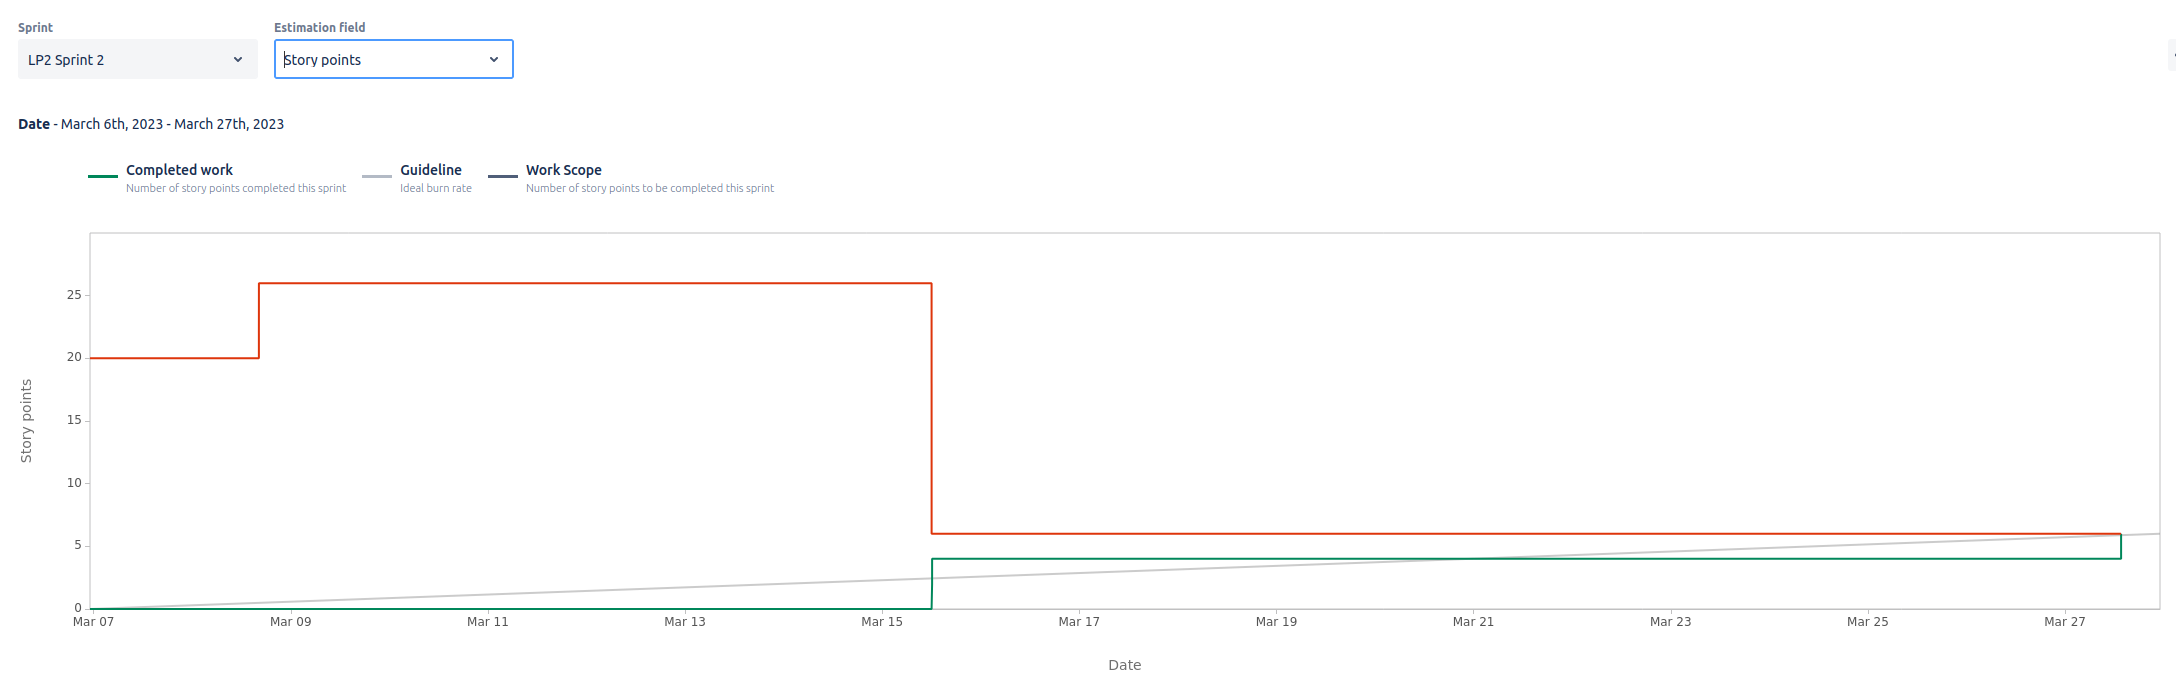 Sprint
Estimation field
LP2 Sprint 2
Story points
Date - March 6th, 2023 - March 27th, 2023
Completed work
Number of story points completed this sprint
Guideline
Ideal burn rate
Work Scope
Number of story points to be completed this sprint
25
20
15
10
5
0
Story points
Mar 07
Mar 09
Mar 11
Mar 13
Mar 15
Mar 17
Mar 19
Mar 21
Mar 23
Mar 25
Mar 27
Date